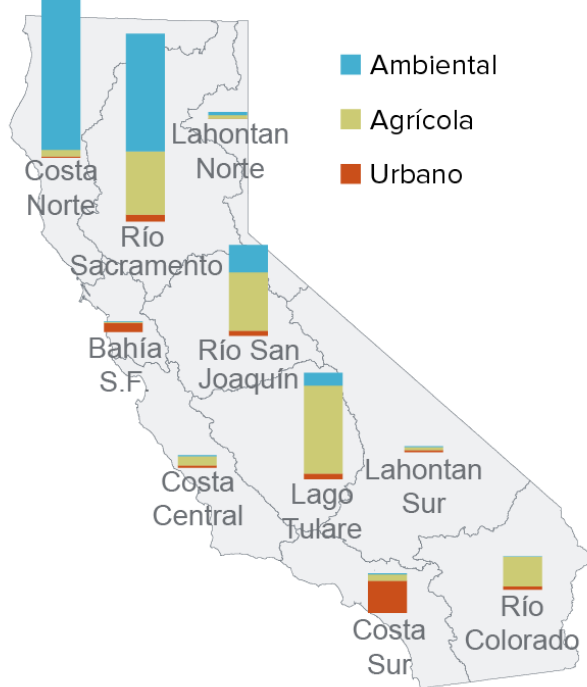 Ambiental
Agrícola
Urbano
Lahontan
Norte
Costa
Norte
Río
Sacramento
Bahía
S.F.
Río San
Joaquín
Costa
Central
Lago
Tulare
Lahontan
Sur
Costa
Sur
Río
Colorado